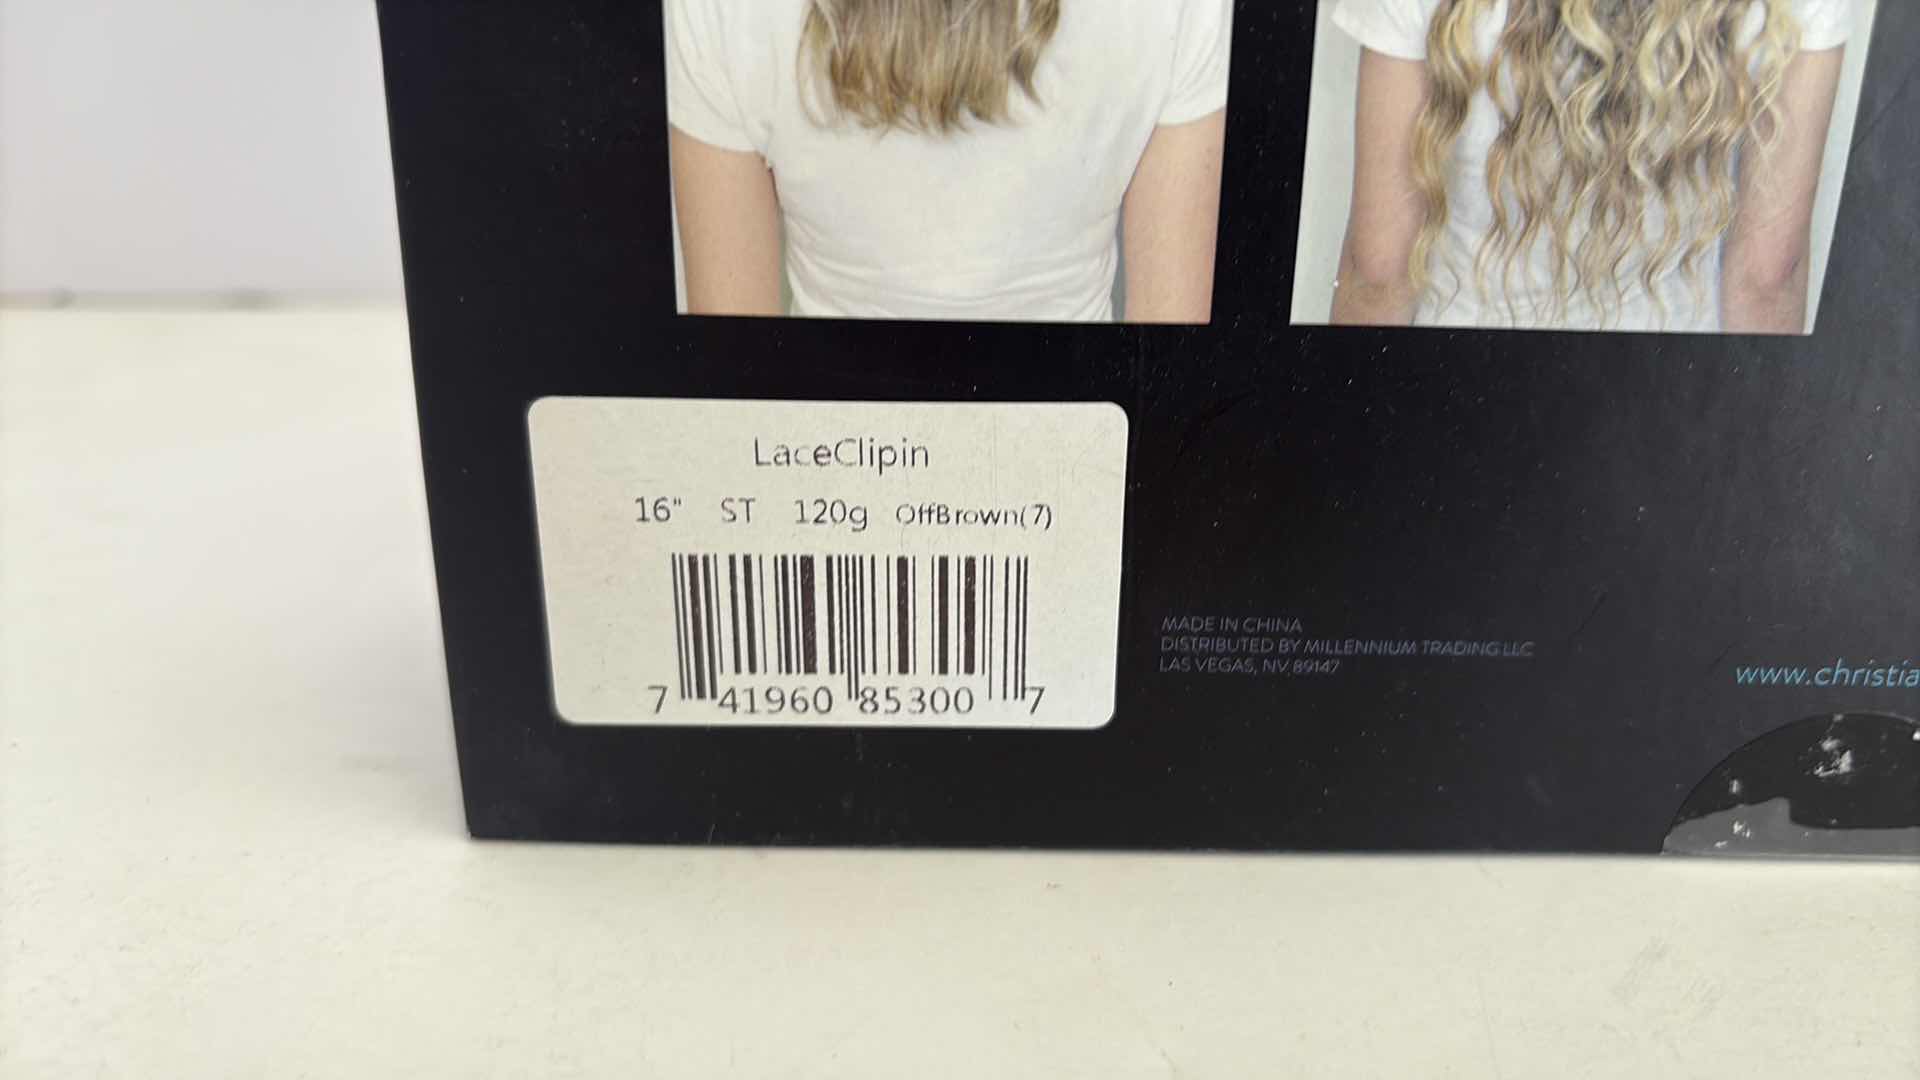 LaceClipin
16" ST 120g OffBrown(7)
7 41960 85300 7
MADE IN CHINA
DISTRIBUTED BY MILLENNIUM TRADING LLC
LAS VEGAS, NV 89147
www.christia